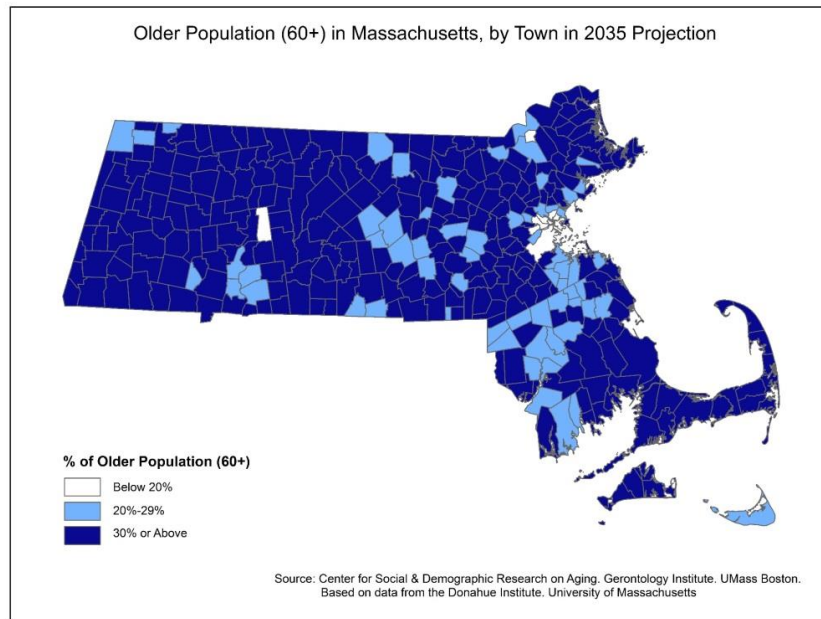 Older Population (60+) in Massachusetts, by Town in 2035 Projection
% of Older Population (60+)
Below 20%
20%-29%
30% or Above
Source: Center for Social & Demographic Research on Aging. Gerontology Institute. UMass Boston.
Based on data from the Donahue Institute. University of Massachusetts